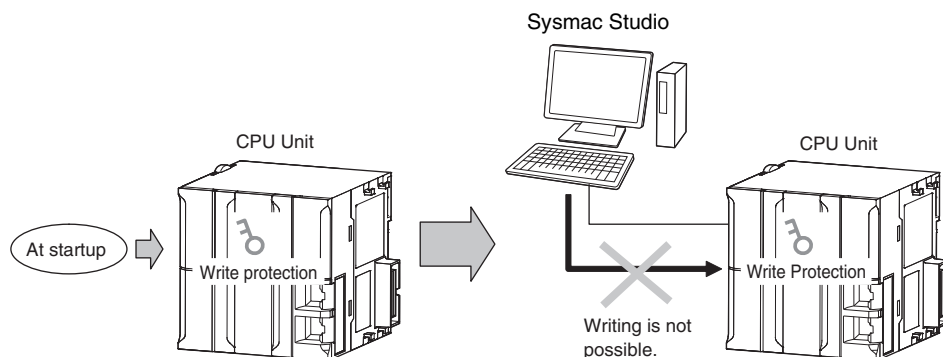 Sysmac Studio
CPU Unit
CPU Unit
At startup
Write protection
Write Protection
Writing is not
possible.